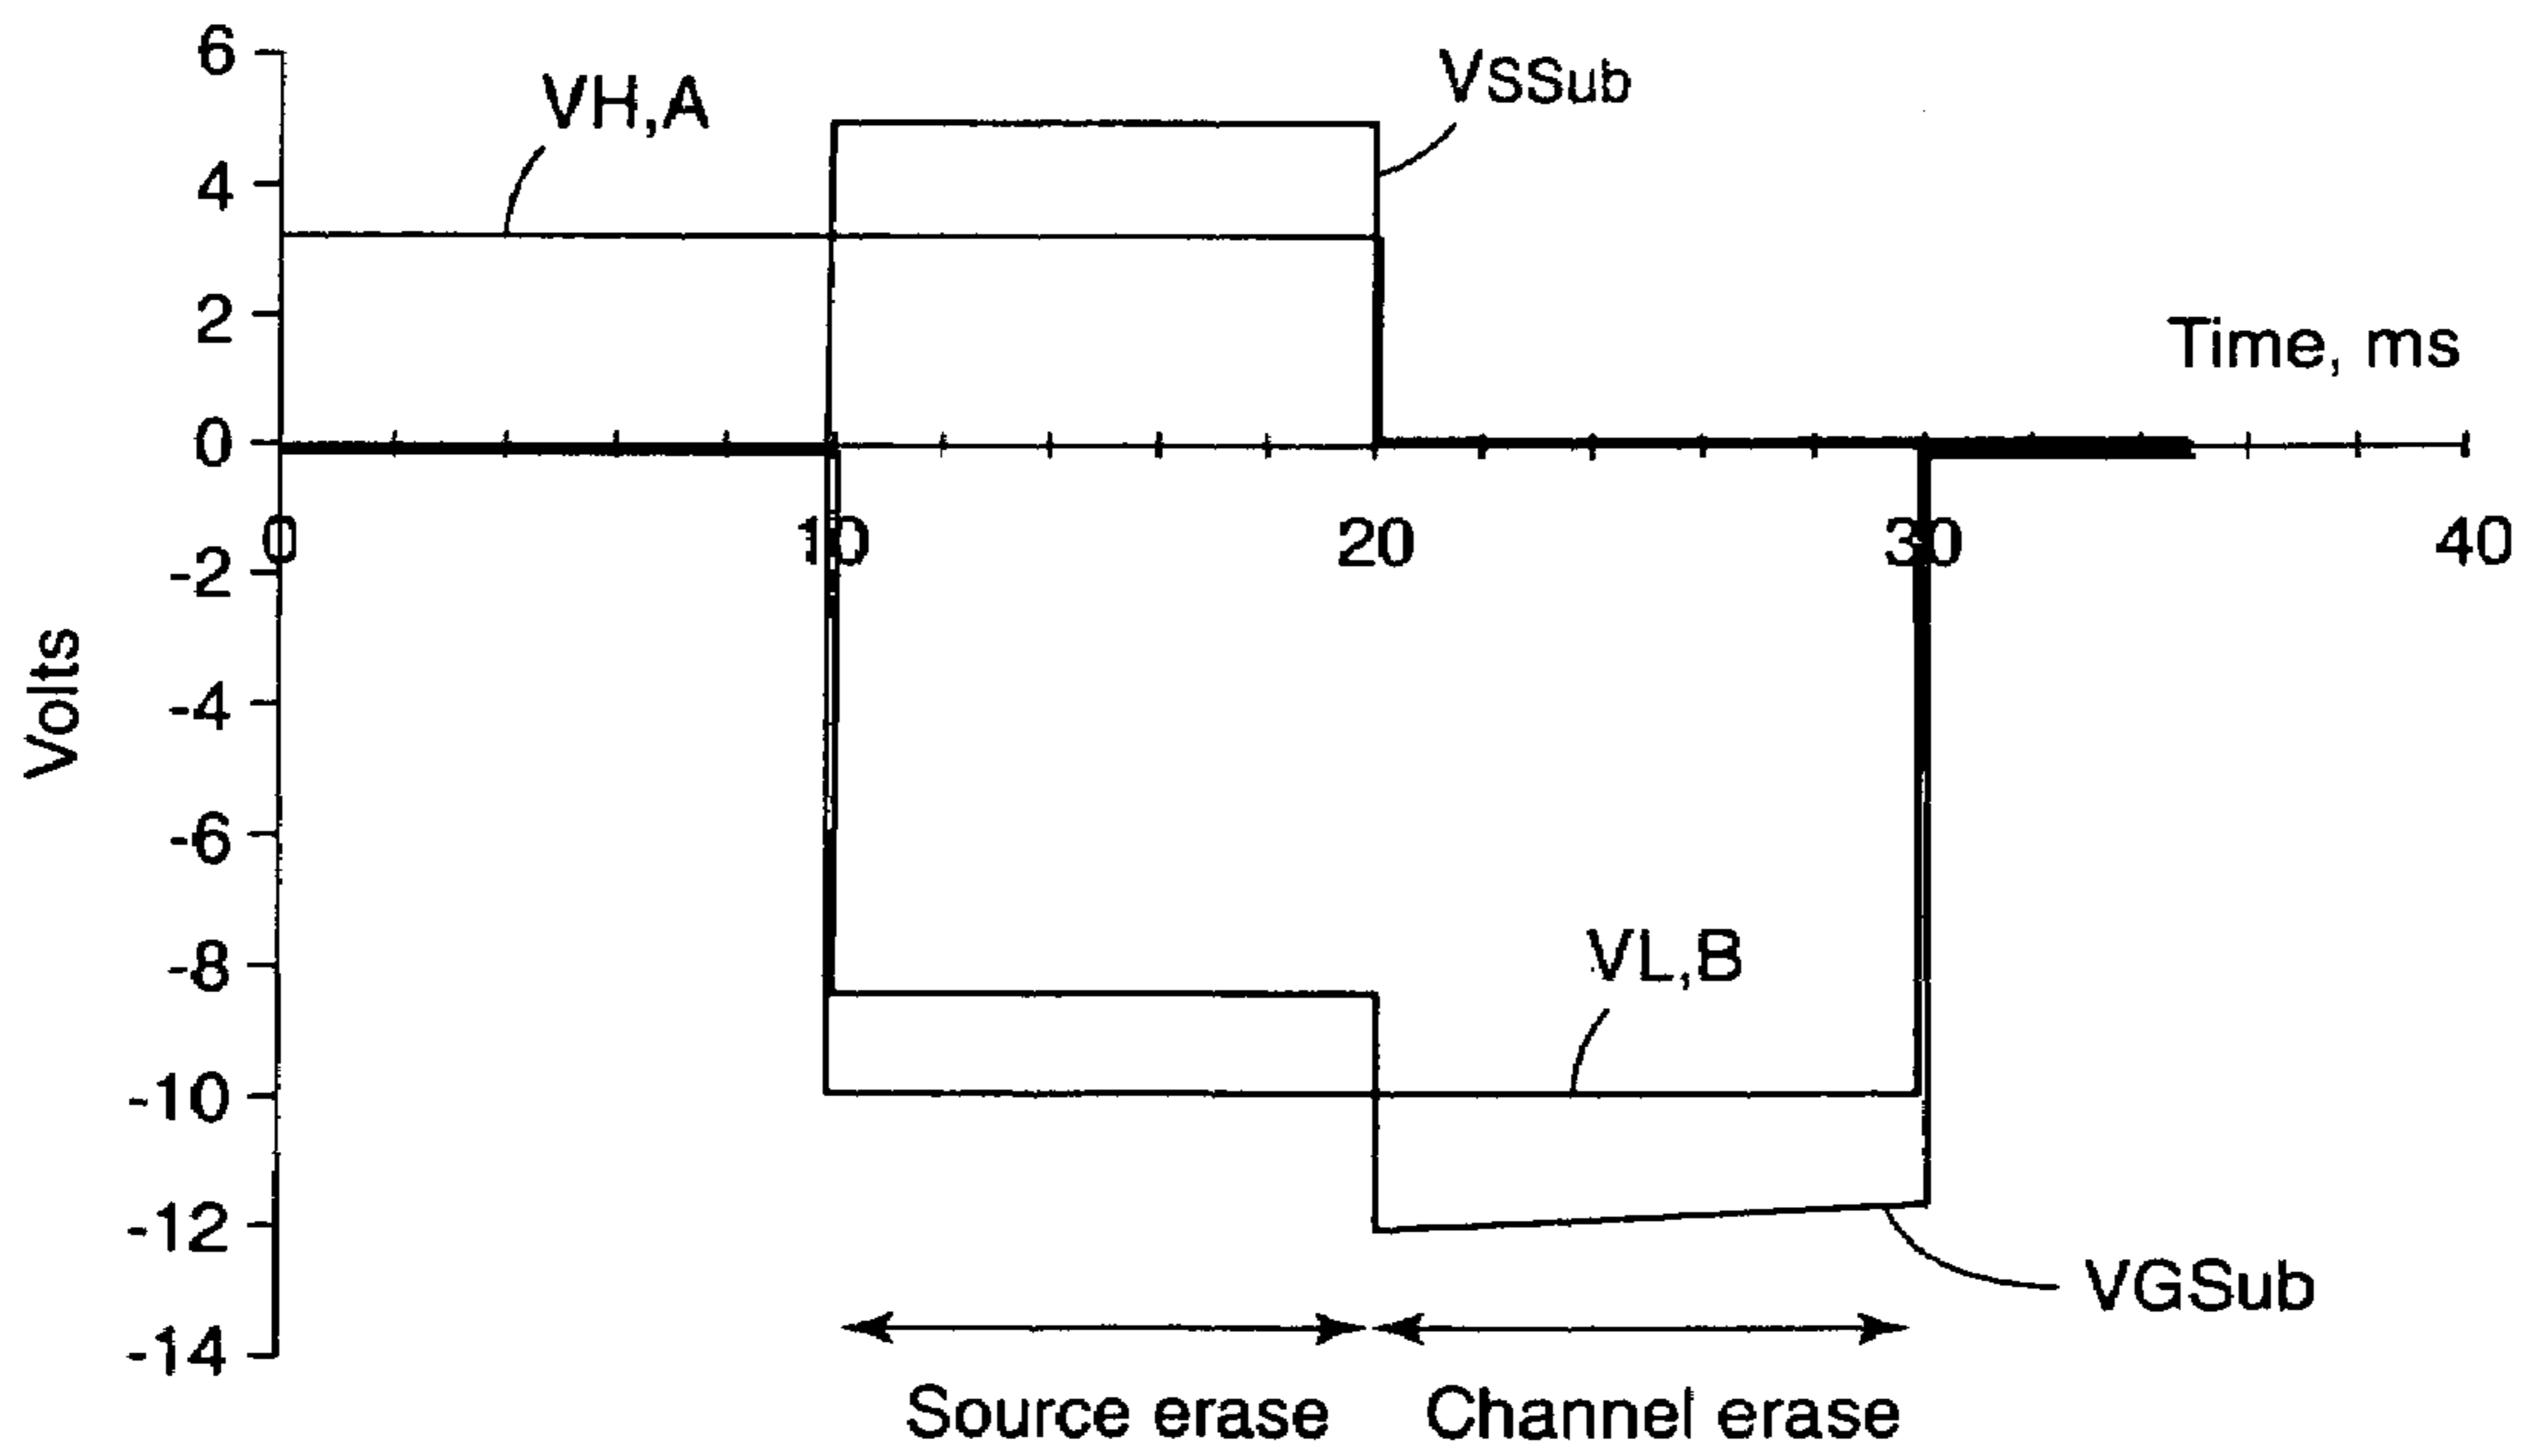 6
VH,A
VSSub
4
2
Time, ms
0
0
10
20
30
40
-2
Volts
-4
-6
-8
VL,B
-10
-12
VGSub
-14
Source erase
Channel erase